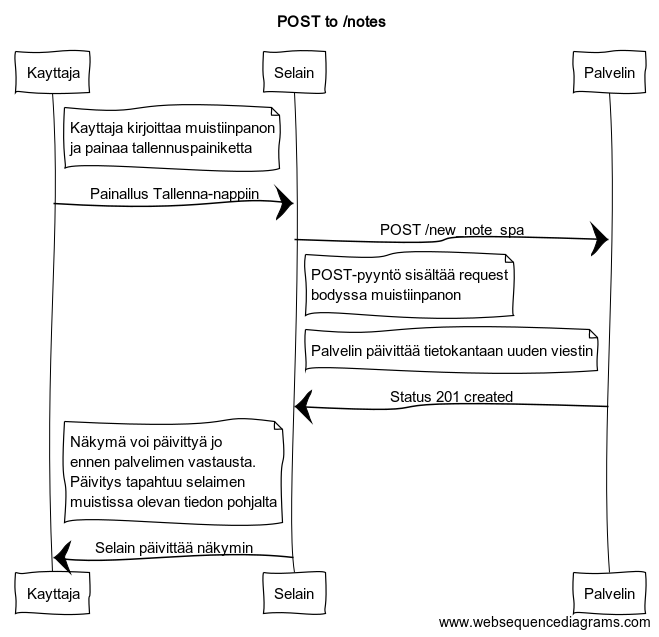 POST to /notes
Kayttaja
Selain
Palvelin
Kayttaja kirjoittaa muistiinpanon
ja painaa tallennuspainiketta
Painallus Tallenna-nappiin
POST /new_note_spa
POST-pyyntö sisältää request
bodyssa muistiinpanon
Palvelin päivittää tietokantaan uuden viestin
Status 201 created
Näkymä voi päivittyä jo
ennen palvelimen vastausta.
Päivitys tapahtuu selaimen
muistissa olevan tiedon pohjalta
Selain päivittää näkymin
Kayttaja
Selain
Palvelin
www.websequencediagrams.com